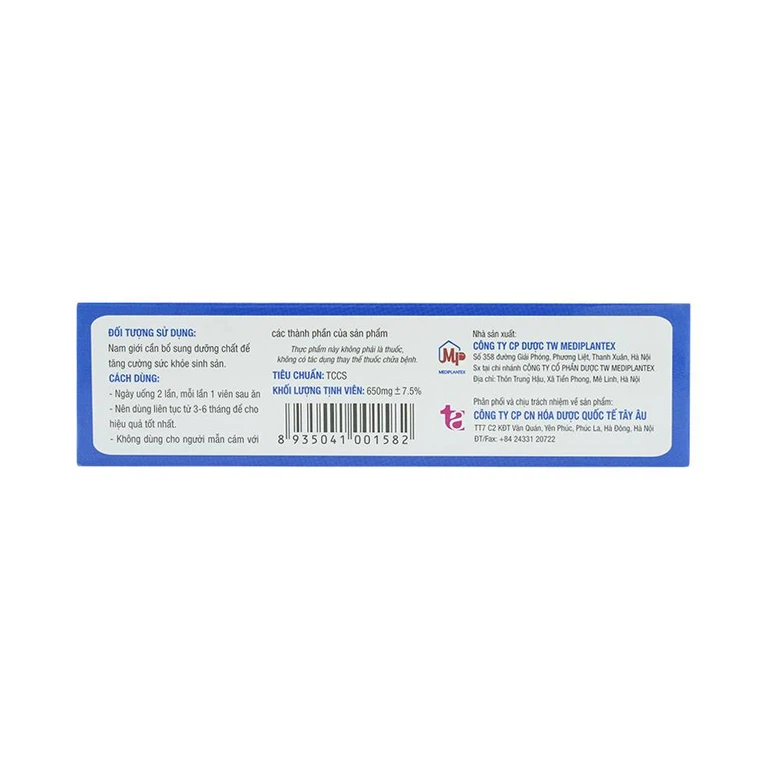 ĐỐI TƯỢNG SỬ DỤNG:
Nam giới cần bổ sung dưỡng chất để
tăng cường sức khỏe sinh sản.
CÁCH DÙNG:
- Ngày uống 2 lần, mỗi lần 1 viên sau ăn
- Nên dùng liên tục từ 3-6 tháng để cho
hiệu quả tốt nhất.
- Không dùng cho người mẫn cảm với
các thành phần của sản phẩm
Thực phẩm này không phải là thuốc,
không có tác dụng thay thế thuốc chữa bệnh.
TIÊU CHUẨN: TCCS
KHỐI LƯỢNG TỊNH VIÊN: 650mg ± 7.5%
8 935041 001582
Nhà sản xuất:
CÔNG TY CP DƯỢC TW MEDIPLANTEX
Số 358 đường Giải Phóng, Phương Liệt, Thanh Xuân, Hà Nội
Sx tại chi nhánh CÔNG TY CỔ PHẦN DƯỢC TW MEDIPLANTEX
Địa chỉ: Thôn Trung Hậu, Xã Tiền Phong, Mê Linh, Hà Nội
MP
MEDIPLANTEX
Phân phối và chịu trách nhiệm về sản phẩm:
CÔNG TY CP CN HÓA DƯỢC QUỐC TẾ TÂY ÂU
TT7 C2 KĐT Văn Quán, Yên Phúc, Phúc La, Hà Đông, Hà Nội
ĐT/Fax: +84 24331 20722
ta